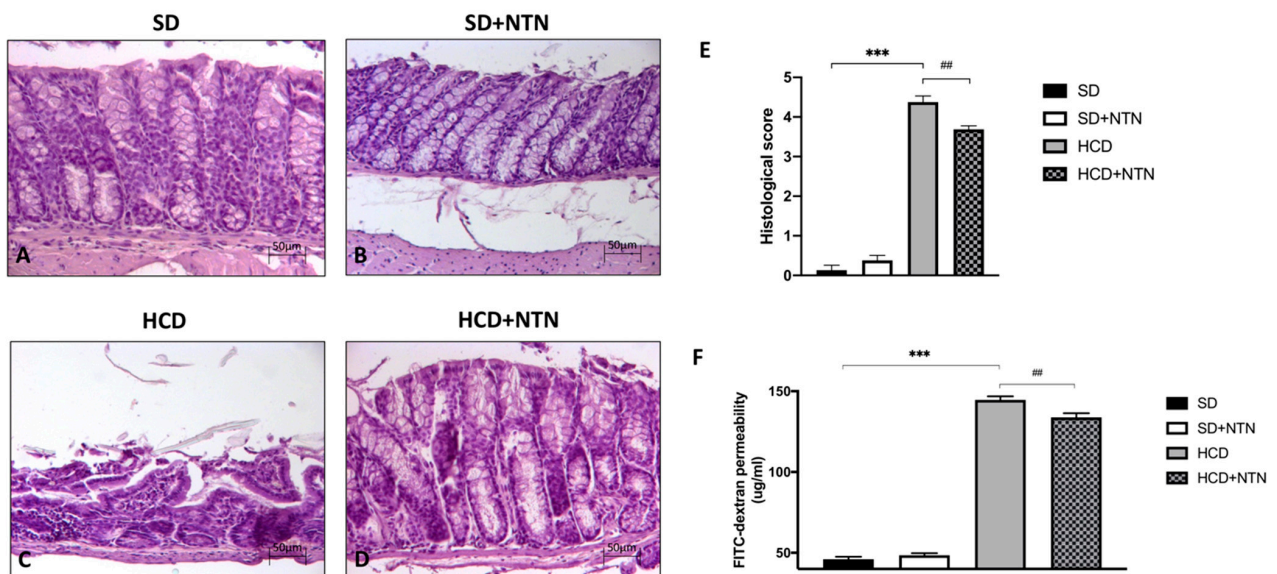 SD
SD+NTN
A
50µm
B
50µm
HCD
HCD+NTN
C
50µm
D
50µm
E
***
##
5
4
3
2
1
0
Histological score
SD
SD+NTN
HCD
HCD+NTN
F
***
##
150
100
50
FITC-dextran permeability
(ug/ml)
SD
SD+NTN
HCD
HCD+NTN